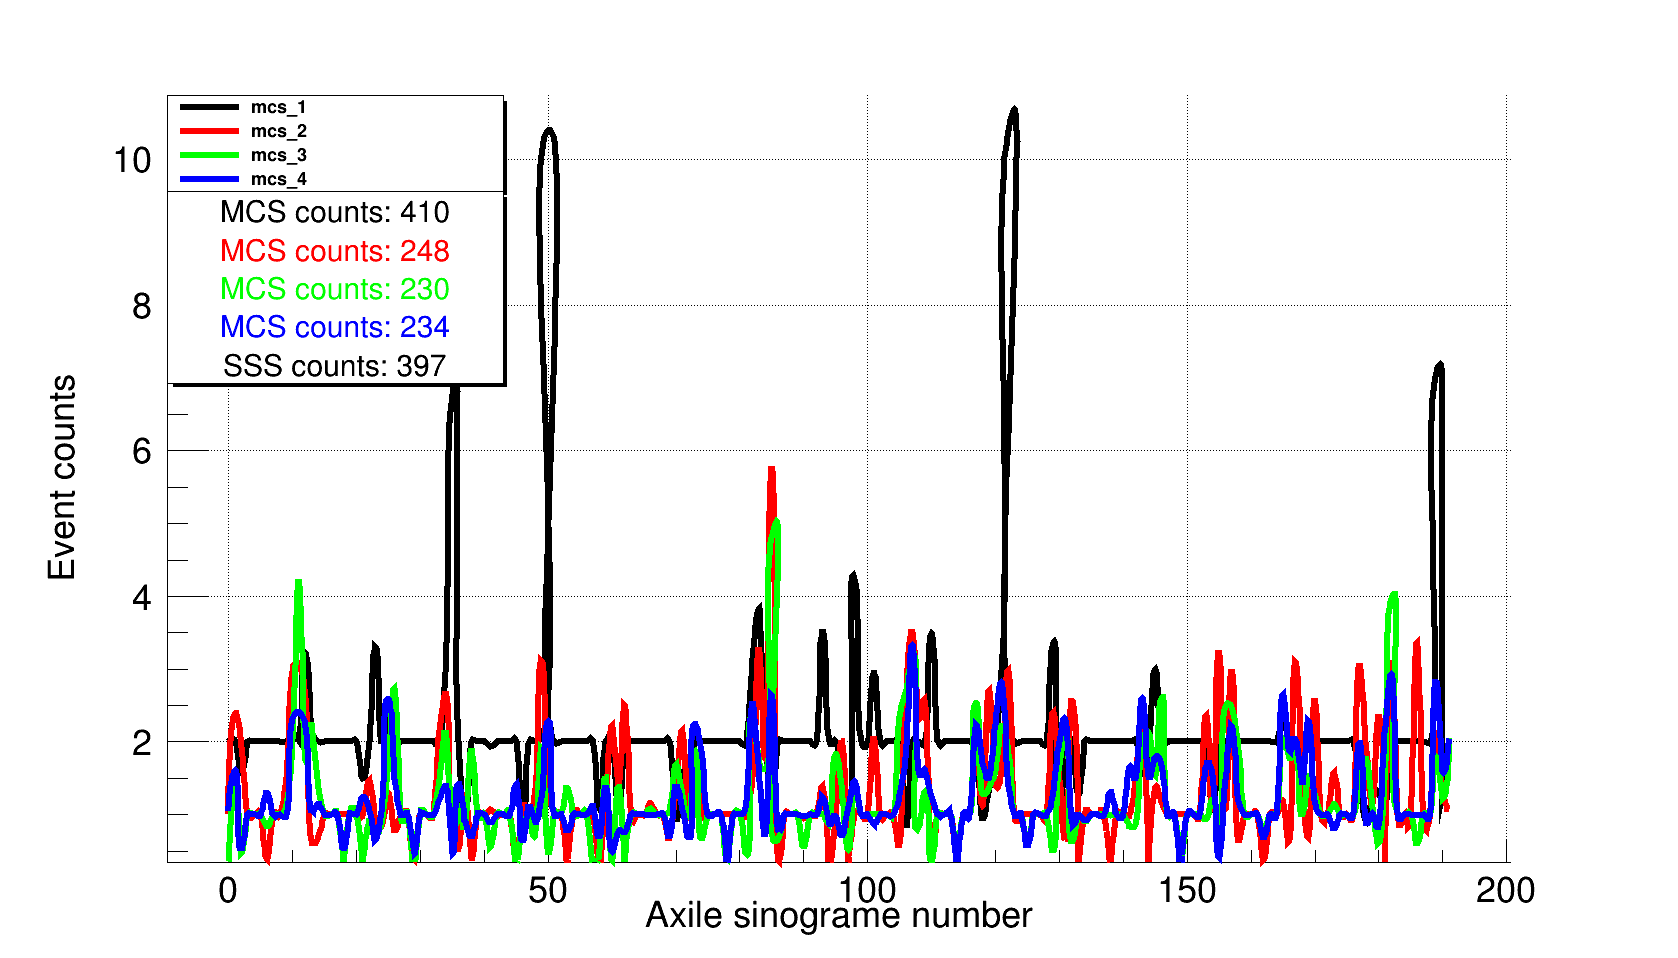 mcs_1
mcs_2
mcs_3
mcs_4
MCS counts: 410
MCS counts: 248
MCS counts: 230
MCS counts: 234
SSS counts: 397
Event counts
10
8
6
4
2
0 50 100 150 200
Axile sinograme number